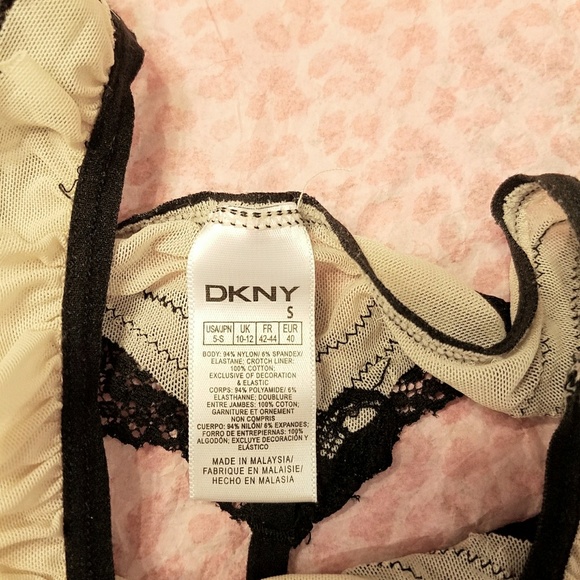 DKNY
S
USA/JPN UK FR EUR
5-S 10-12 42-44 40
BODY: 94% NYLON/ 6% SPANDEX/
ELASTANE; CROTCH LINER:
100% COTTON;
EXCLUSIVE OF DECORATION
& ELASTIC
CORPS: 94% POLYAMIDE/ 6%
ELASTHANNE; DOUBLURE
ENTRE JAMBES: 100% COTON;
GARNITURE ET ORNEMENT
NON COMPRIS
CUERPO: 94% NILÓN/ 6% EXPANDEX;
FORRO DE ENTREPIERNAS: 100%
ALGODÓN; EXCLUYE DECORACIÓN Y
ELÁSTICO
MADE IN MALAYSIA/
FABRIQUE EN MALAISIE/
HECHO EN MALASIA